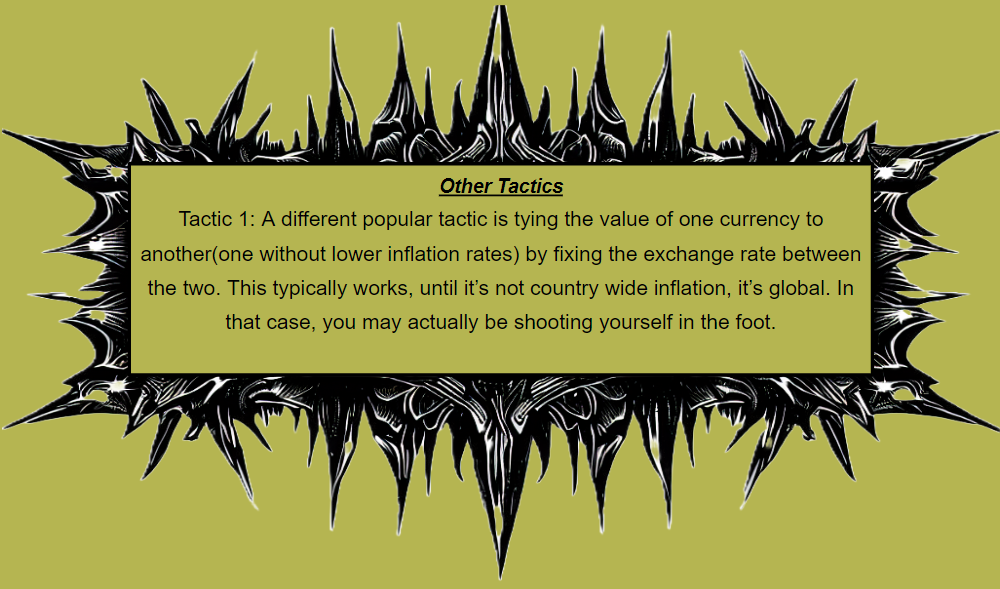 Other Tactics
Tactic 1: A different popular tactic is tying the value of one currency to
another(one without lower inflation rates) by fixing the exchange rate between
the two. This typically works, until it’s not country wide inflation, it’s global. In
that case, you may actually be shooting yourself in the foot.